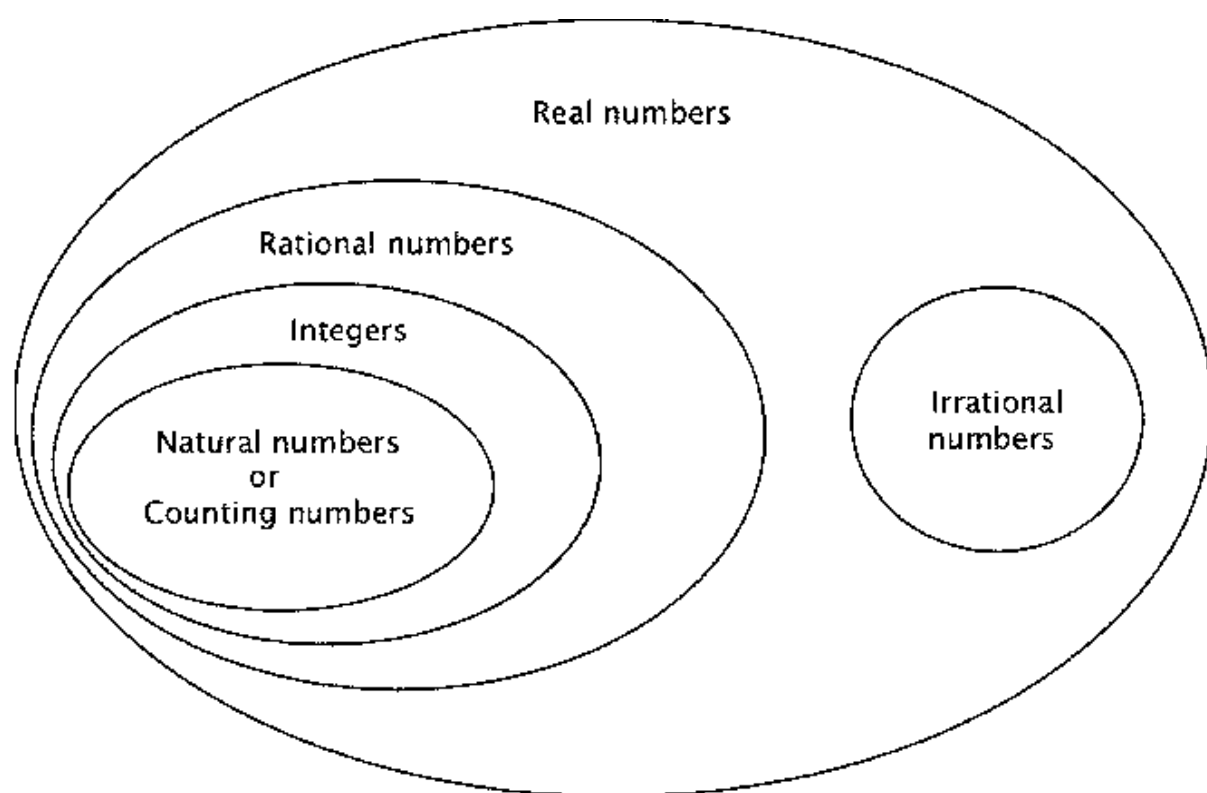 Real numbers
Rational numbers
Integers
Natural numbers
or
Counting numbers
Irrational
numbers